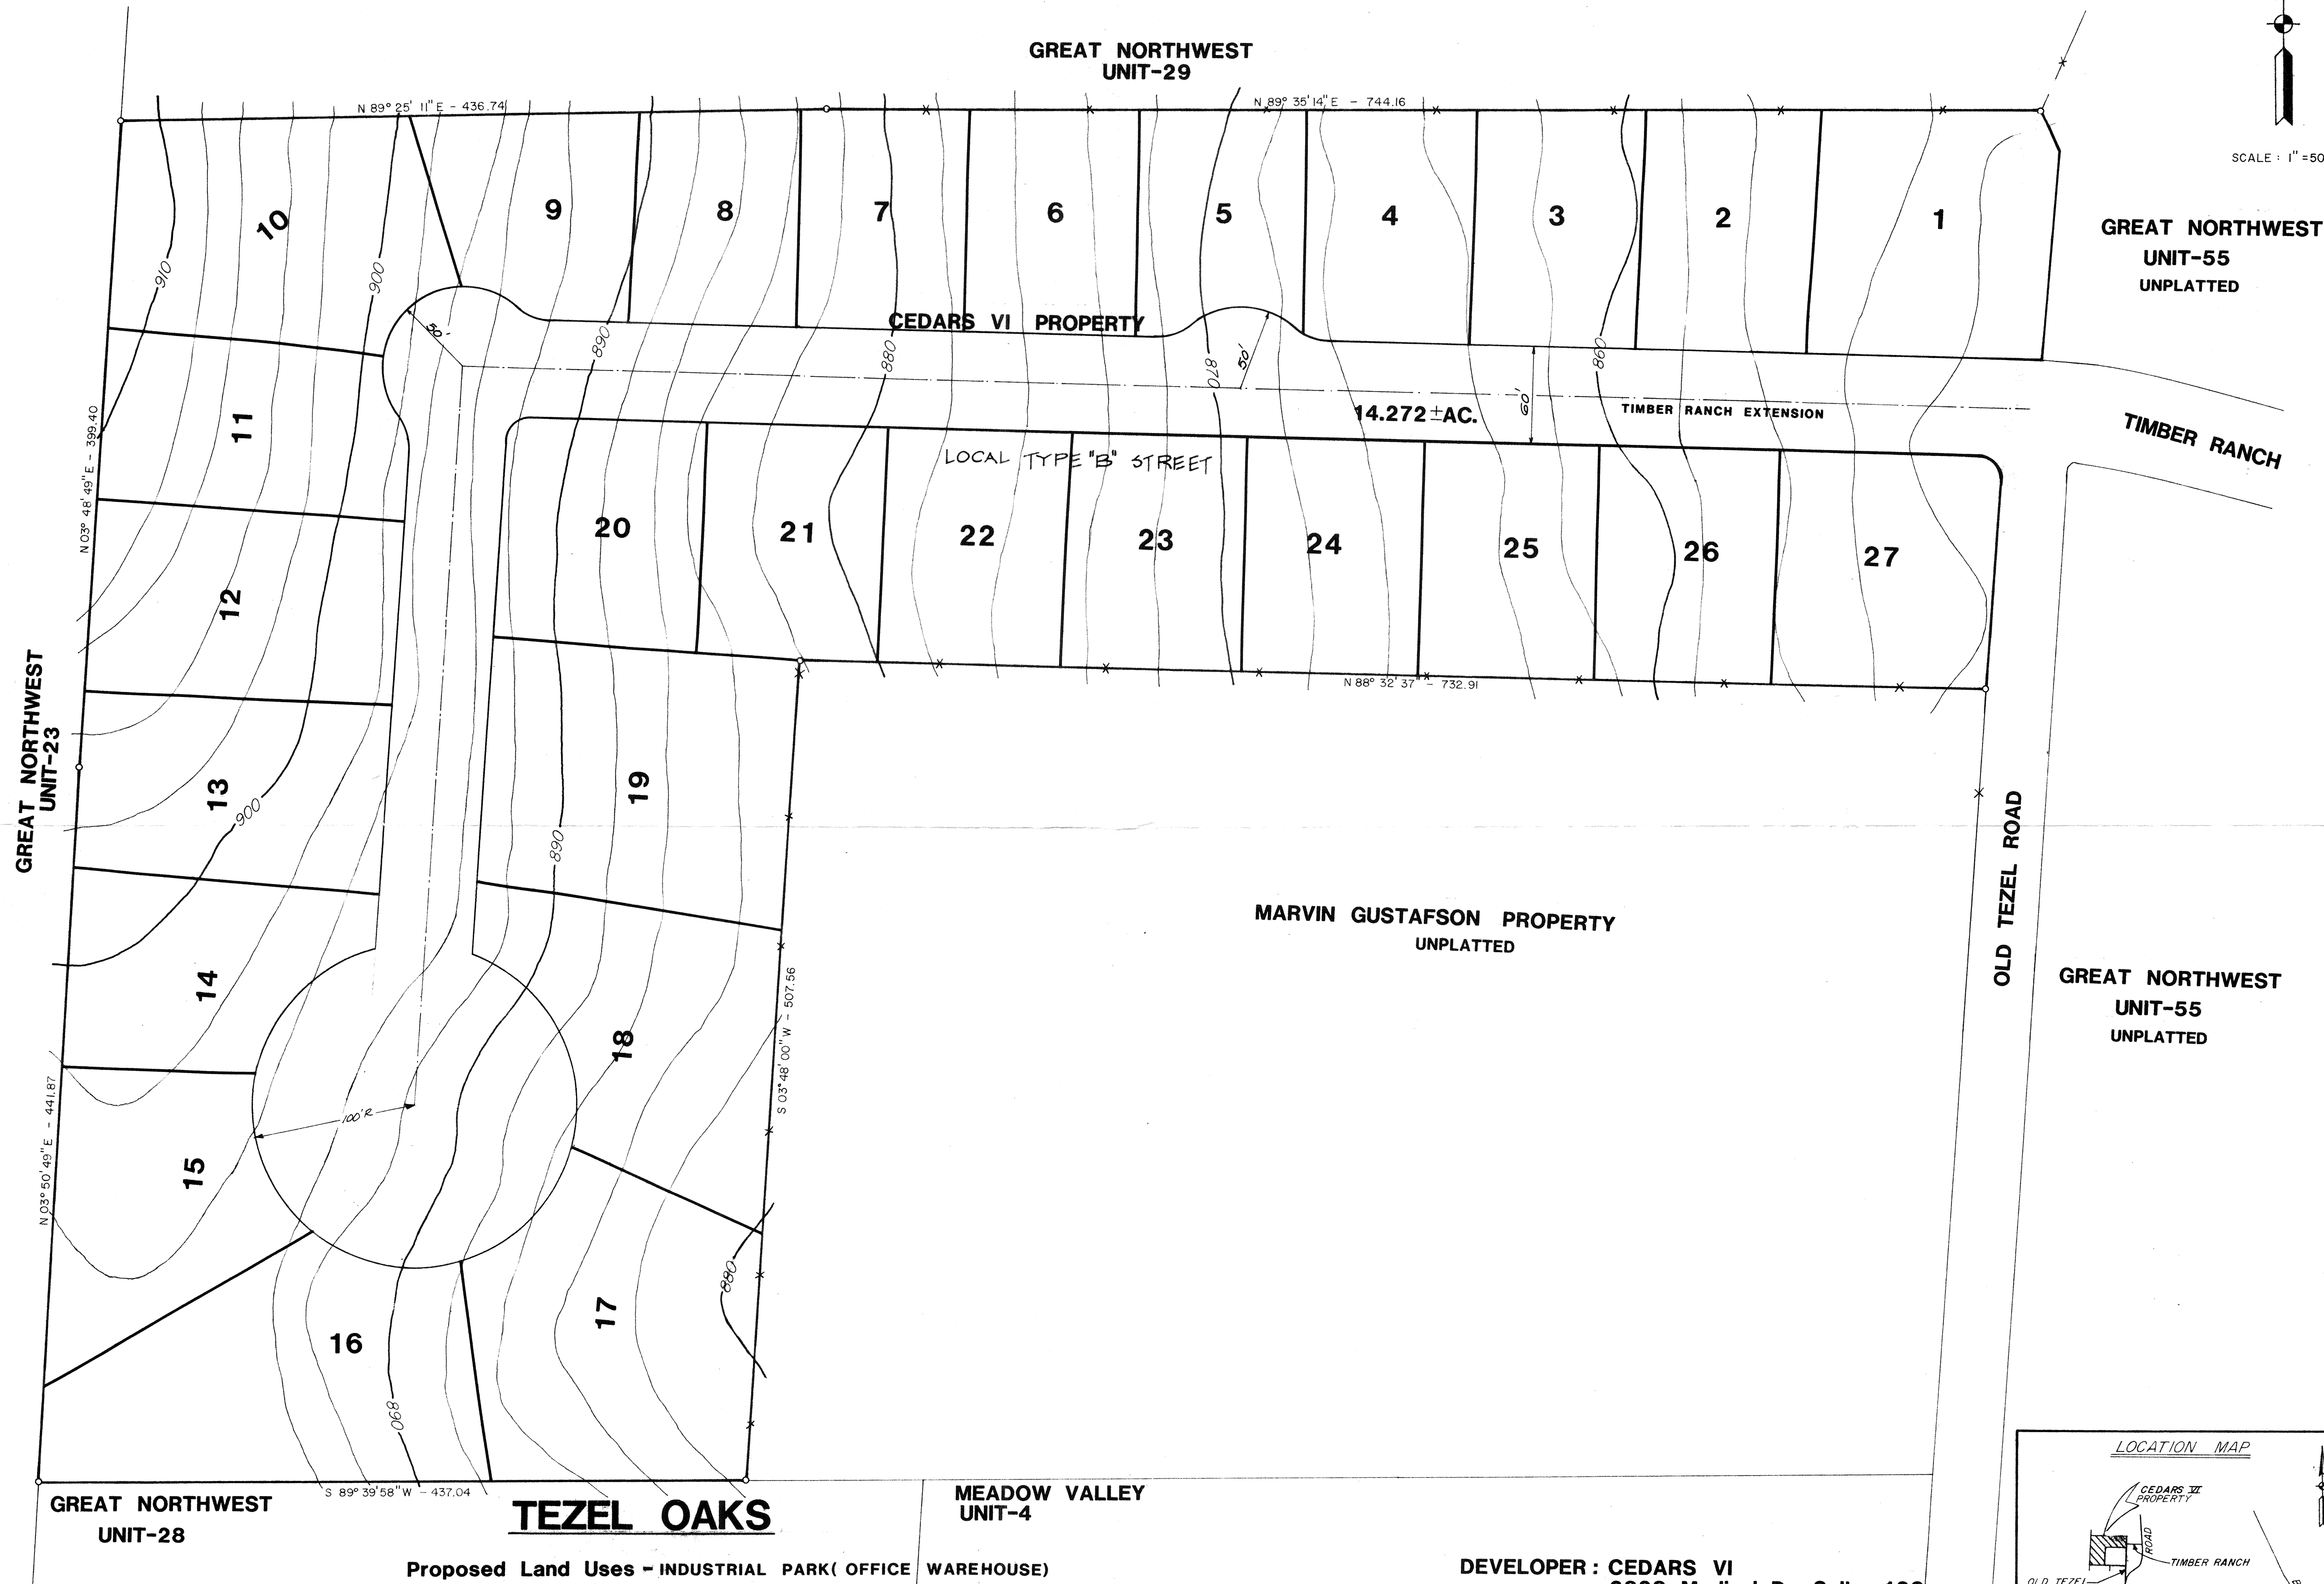 GREAT NORTHWEST
UNIT-29
N 89° 25' 11" E - 436.74
N 89° 35' 14" E - 744.16
SCALE : 1" = 50
GREAT NORTHWEST
UNIT-55
UNPLATTED
10
9
8
7
6
5
4
3
2
1
910
900
890
880
870
860
50'
50'
60'
CEDARS VI PROPERTY
14.272 ± AC.
TIMBER RANCH EXTENSION
TIMBER RANCH
LOCAL TYPE "B" STREET
N 03° 48' 49" E - 399.40
11
12
13
14
15
16
17
18
19
20
21
22
23
24
25
26
27
N 88° 32' 37" - 732.91
GREAT NORTHWEST
UNIT-23
900
890
MARVIN GUSTAFSON PROPERTY
UNPLATTED
OLD TEZEL ROAD
GREAT NORTHWEST
UNIT-55
UNPLATTED
S 03° 48' 00" W - 507.56
N 03° 50' 49" E - 441.87
100' R
880
890
S 89° 39' 58" W - 437.04
GREAT NORTHWEST
UNIT-28
TEZEL OAKS
MEADOW VALLEY
UNIT-4
Proposed Land Uses - INDUSTRIAL PARK ( OFFICE WAREHOUSE)
DEVELOPER : CEDARS VI
LOCATION MAP
CEDARS VI
PROPERTY
ROAD
TIMBER RANCH
OLD TEZEL